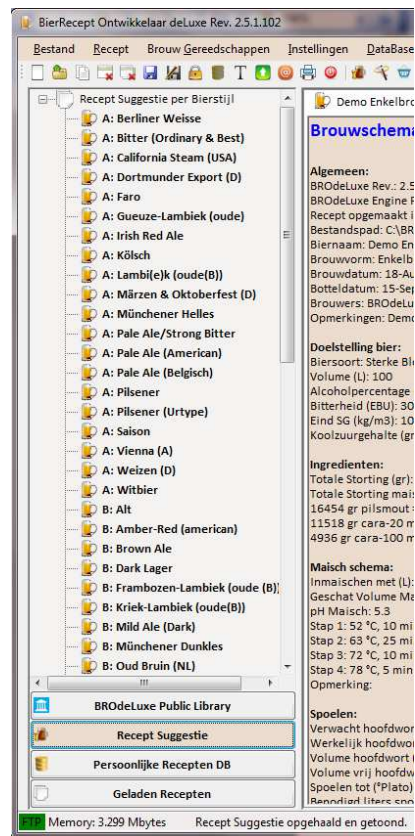 BierRecept Ontwikkelaar deLuxe Rev. 2.5.1.102
Bestand Recept Brouw Gereedschappen Instellingen DataBase
Recept Suggestie per Bierstijl
A: Berliner Weisse
A: Bitter (Ordinary & Best)
A: California Steam (USA)
A: Dortmunder Export (D)
A: Faro
A: Gueuze-Lambiek (oude)
A: Irish Red Ale
A: Kölsch
A: Lambi(e)k (oude(B))
A: Märzen & Oktoberfest (D)
A: Münchener Helles
A: Pale Ale/Strong Bitter
A: Pale Ale (American)
A: Pale Ale (Belgisch)
A: Pilsener
A: Pilsener (Urtype)
A: Saison
A: Vienna (A)
A: Weizen (D)
A: Witbier
B: Alt
B: Amber-Red (american)
B: Brown Ale
B: Dark Lager
B: Frambozen-Lambiek (oude (B))
B: Kriek-Lambiek (oude(B))
B: Mild Ale (Dark)
B: Münchener Dunkles
B: Oud Bruin (NL)
BROdeLuxe Public Library
Recept Suggestie
Persoonlijke Recepten DB
Geladen Recepten
Demo Enkelbro
Brouwschema
Algemeen:
BROdeLuxe Rev.: 2.5
BROdeLuxe Engine
Recept opgemaakt i
Bestandspad: C:\BR
Biernaam: Demo En
Brouwvorm: Enkelb
Brouwdatum: 18-Au
Botteldatum: 15-Sep
Brouwers: BROdeLu
Opmerkingen: Demo
Doelstelling bier:
Biersoort: Sterke Ble
Volume (L): 100
Alcoholpercentage
Bitterheid (EBU): 30
Eind SG (kg/m3): 10
Koolzuurgehalte (gr
Ingredienten:
Totale Storting (gr):
Totale Storting mais
16454 gr pilsmout
11518 gr cara-20 m
4936 gr cara-100 m
Maisch schema:
Inmaischen met (L):
Geschat Volume Ma
pH Maisch: 5.3
Stap 1: 52 °C, 10 mi
Stap 2: 63 °C, 25 mi
Stap 3: 72 °C, 10 mi
Stap 4: 78 °C, 5 min
Opmerking:
Spoelen:
Verwacht hoofdwor
Werkelijk hoofdwo
Volume hoofdwort (
Volume vrij hoofdw
Spoelen tot (°Plato)
Benodigd liters spo
FTP Memory: 3.299 Mbytes Recept Suggestie opgehaald en getoond.